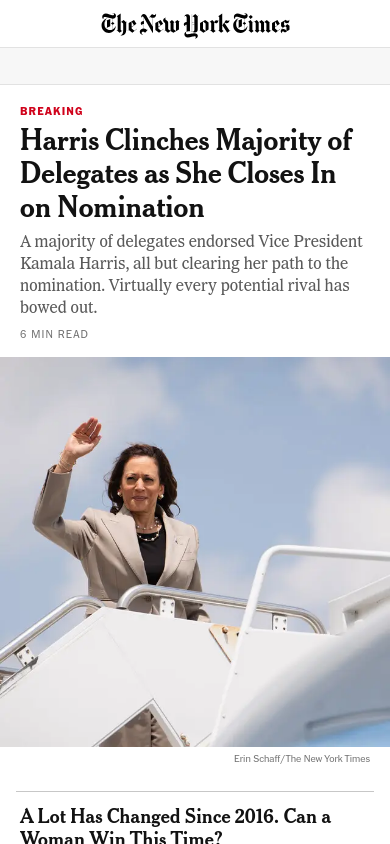 The New York Times
BREAKING
Harris Clinches Majority of
Delegates as She Closes In
on Nomination
A majority of delegates endorsed Vice President
Kamala Harris, all but clearing her path to the
nomination. Virtually every potential rival has
bowed out.
6 MIN READ
Erin Schaff/The New York Times
A Lot Has Changed Since 2016. Can a
Woman Win This Time?